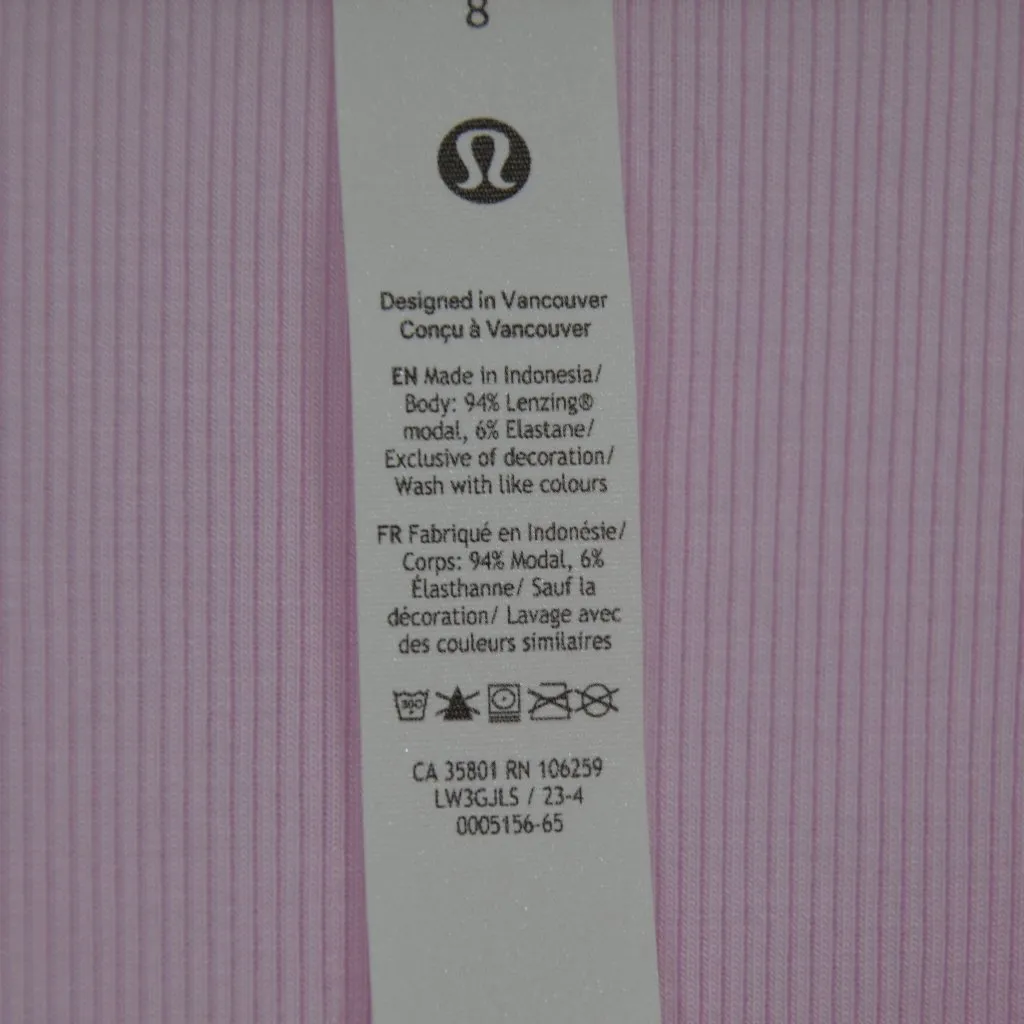 8
Designed in Vancouver
Conçu à Vancouver
EN Made in Indonesia/
Body: 94% Lenzing®
modal, 6% Elastane/
Exclusive of decoration/
Wash with like colours
FR Fabriqué en Indonésie/
Corps: 94% Modal, 6%
Élasthanne/ Sauf la
décoration/ Lavage avec
des couleurs similaires
30C
CA 35801 RN 106259
LW3GJLS / 23-4
0005156-65